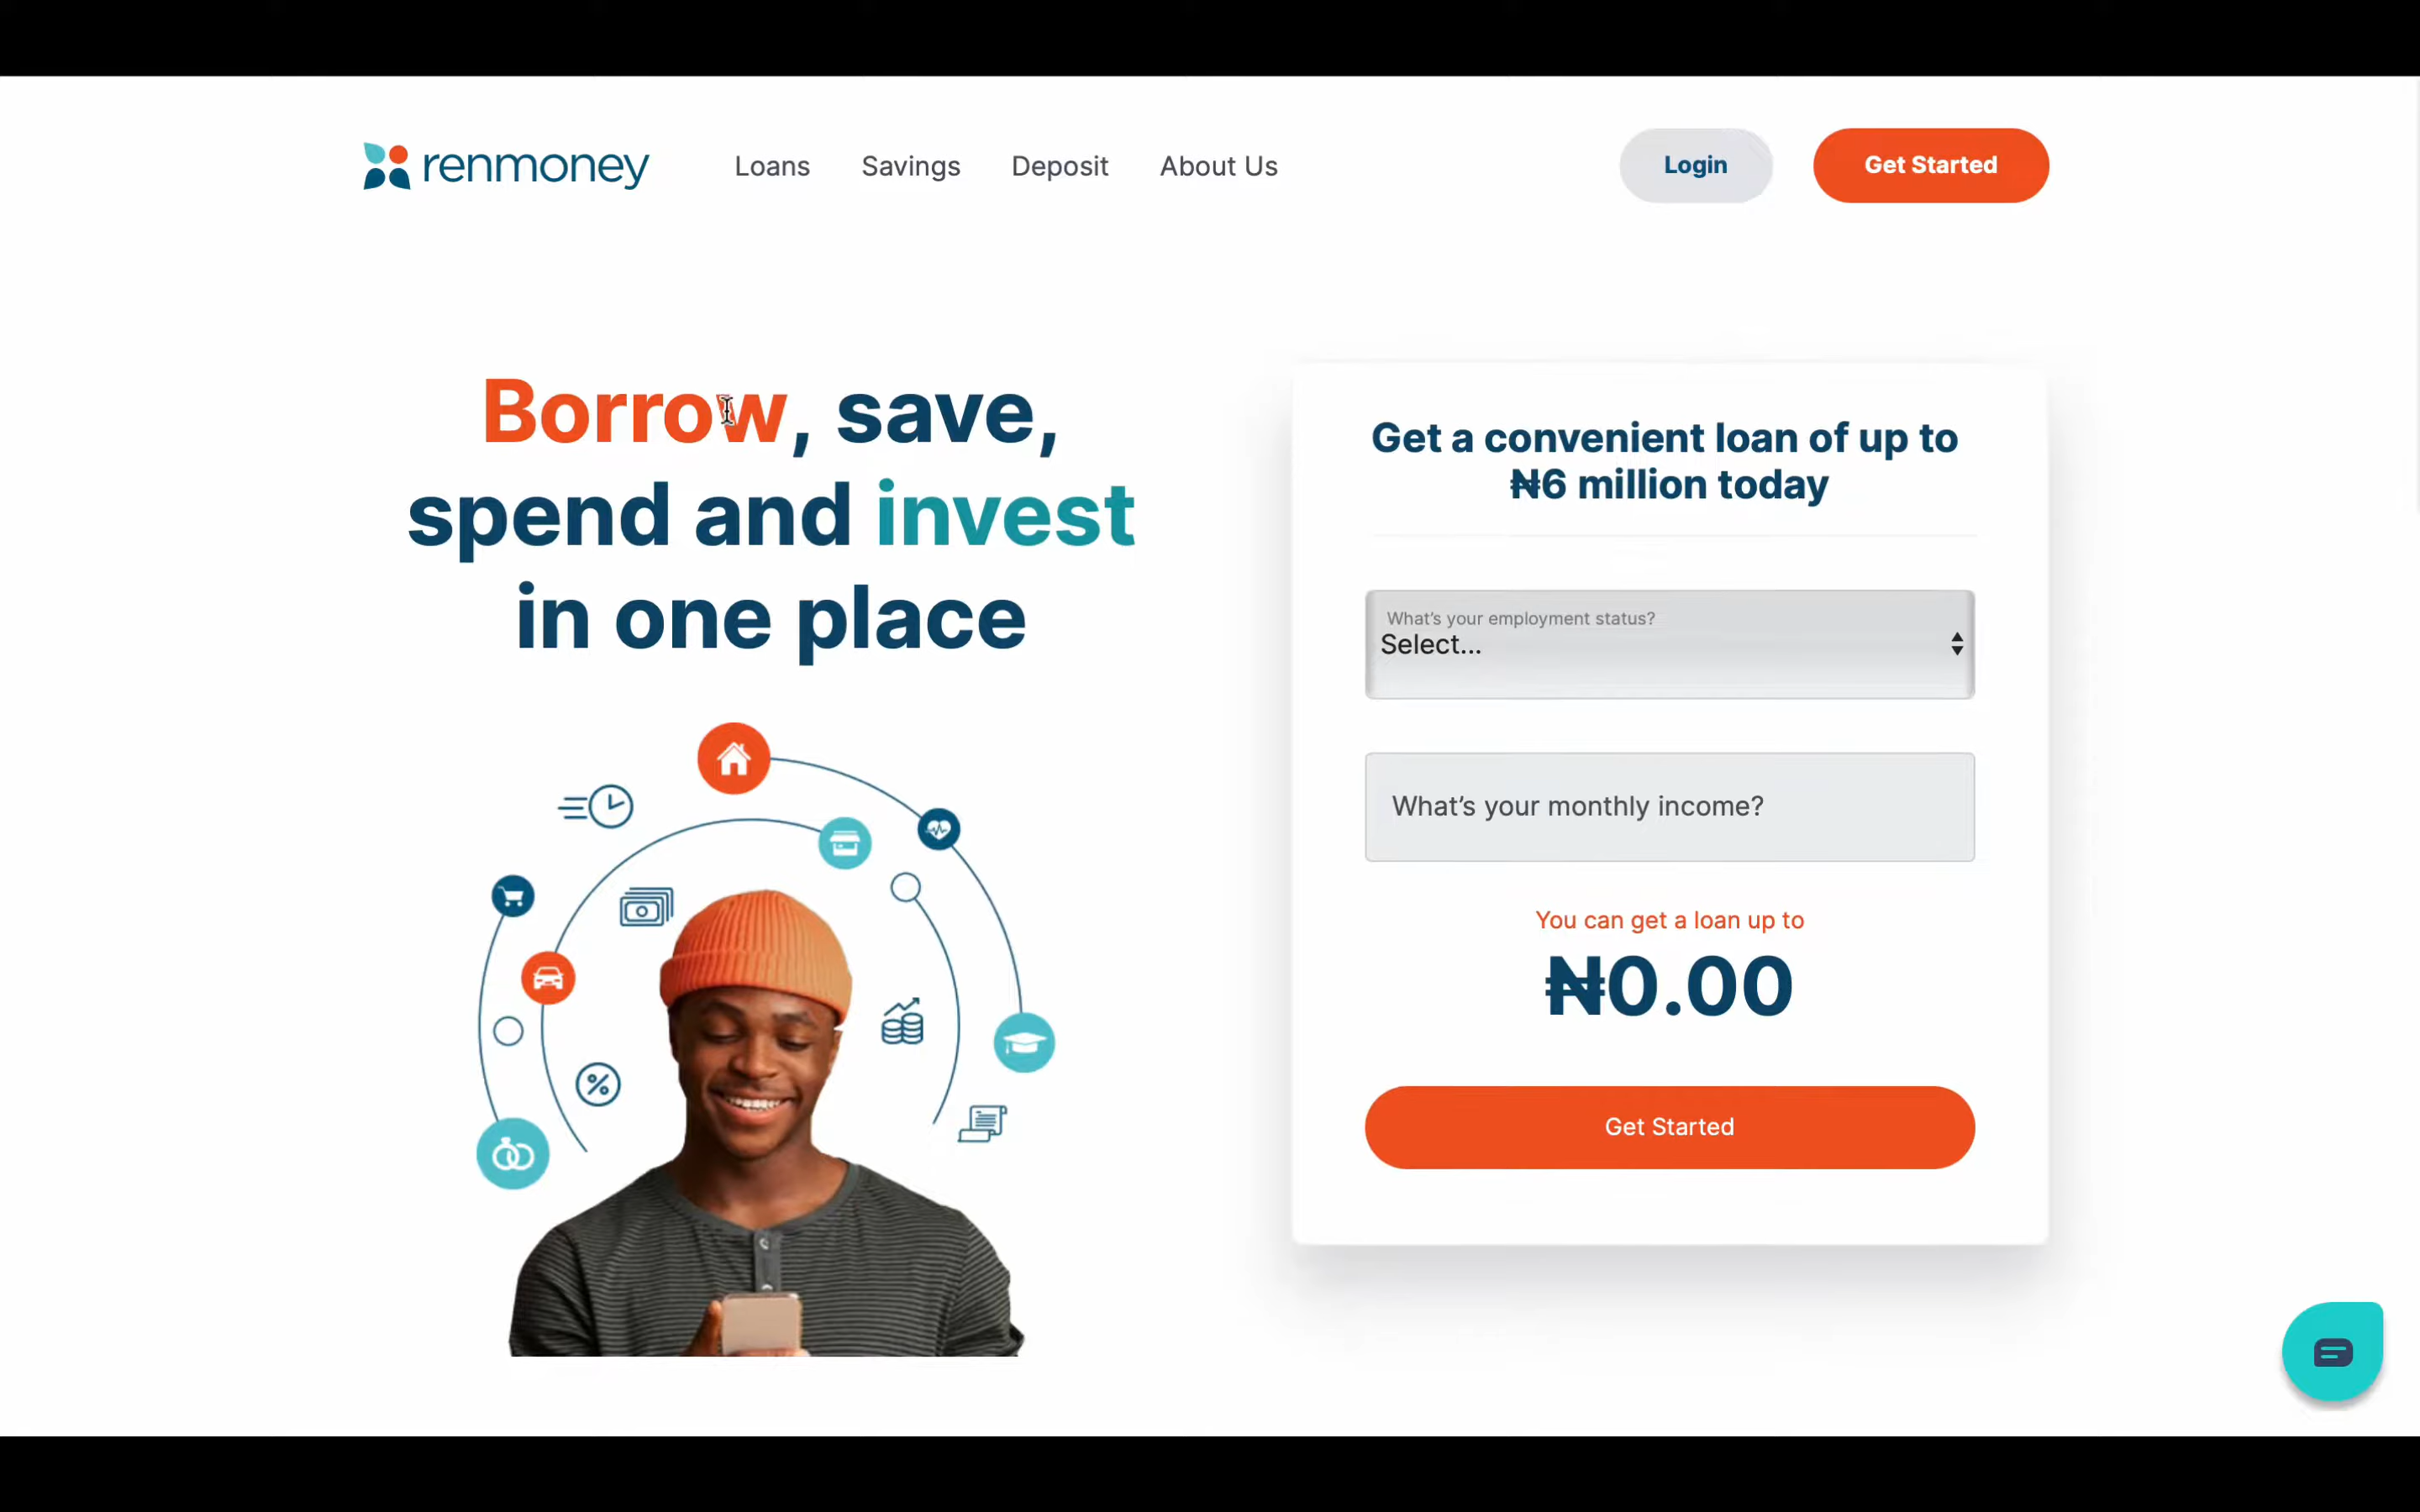 renmoney
Loans
Savings
Deposit
About Us
Login
Get Started
Borrow, save,
spend and invest
in one place
Get a convenient loan of up to
₦6 million today
What's your employment status?
Select...
What's your monthly income?
You can get a loan up to
₦0.00
Get Started